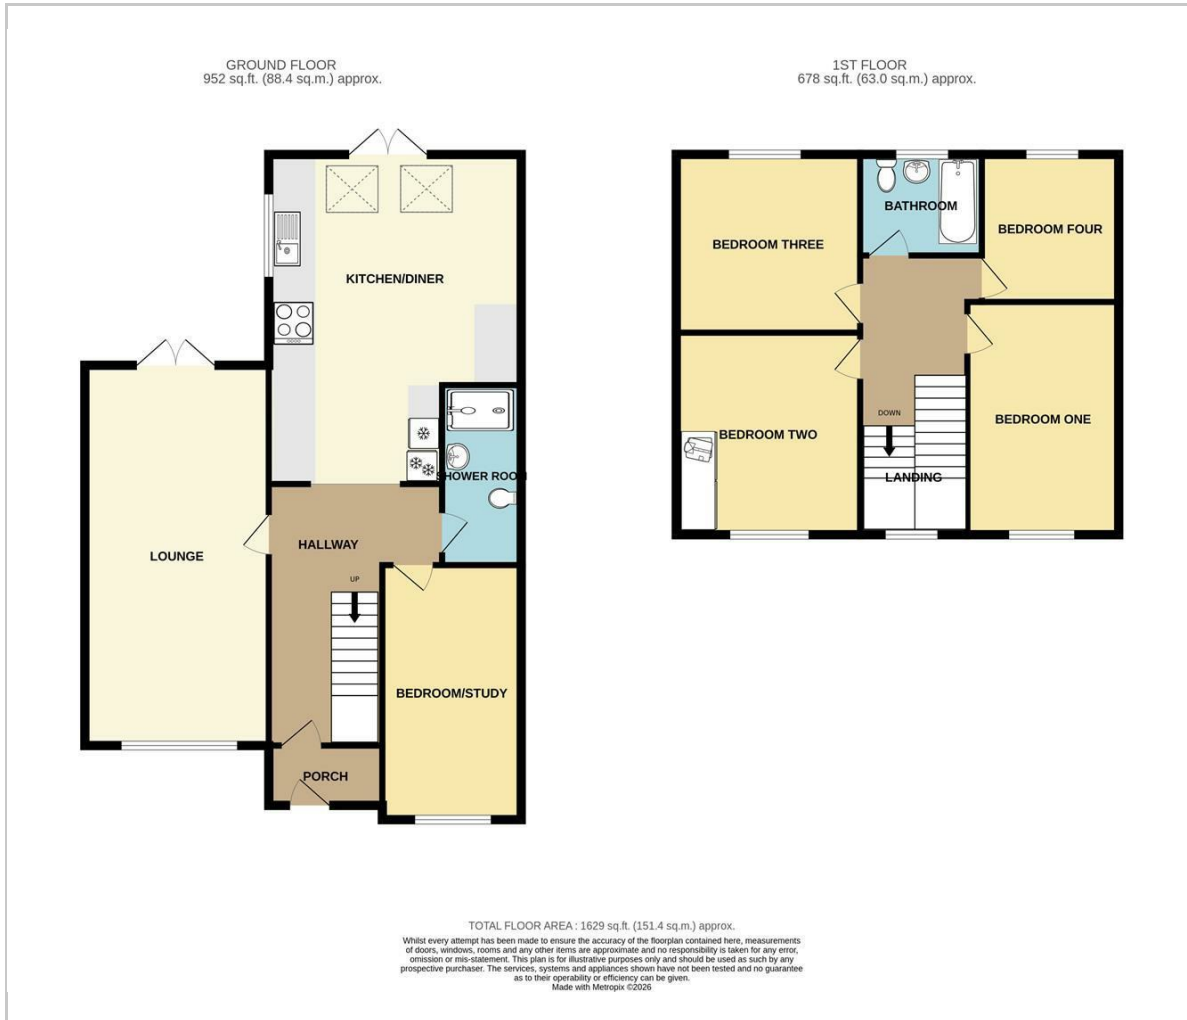 GROUND FLOOR
952 sq.ft. (88.4 sq.m.) approx.
1ST FLOOR
678 sq.ft. (63.0 sq.m.) approx.
KITCHEN/DINER
SHOWER ROOM
HALLWAY
LOUNGE
UP
BEDROOM/STUDY
PORCH
BATHROOM
BEDROOM THREE
BEDROOM FOUR
DOWN
BEDROOM TWO
BEDROOM ONE
LANDING
TOTAL FLOOR AREA : 1629 sq.ft. (151.4 sq.m.) approx.
Whilst every attempt has been made to ensure the accuracy of the floorplan contained here, measurements
of doors, windows, rooms and any other items are approximate and no responsibility is taken for any error,
omission or mis-statement. This plan is for illustrative purposes only and should be used as such by any
prospective purchaser. The services, systems and appliances shown have not been tested and no guarantee
as to their operability or efficiency can be given.
Made with Metropix ©2026